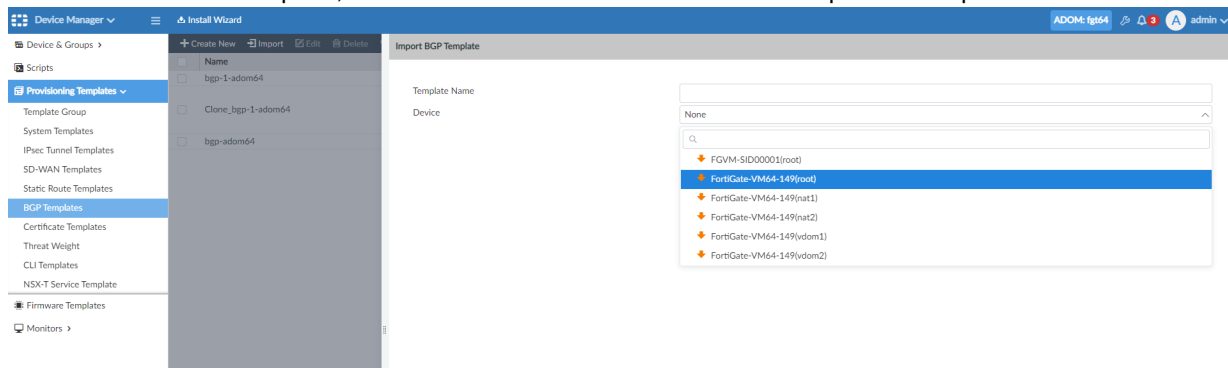 Device Manager
Install Wizard
ADOM: fgt64
3
A
admin
Device & Groups
Scripts
Provisioning Templates
Template Group
System Templates
IPsec Tunnel Templates
SD-WAN Templates
Static Route Templates
BGP Templates
Certificate Templates
Threat Weight
CLI Templates
NSX-T Service Template
Firmware Templates
Monitors
Create New
Import
Edit
Delete
Name
bgp-1-adom64
Clone_bgp-1-adom64
bgp-adom64
Import BGP Template
Template Name
Device
None
FGVM-SID00001(root)
FortiGate-VM64-149(root)
FortiGate-VM64-149(nat1)
FortiGate-VM64-149(nat2)
FortiGate-VM64-149(vdom1)
FortiGate-VM64-149(vdom2)